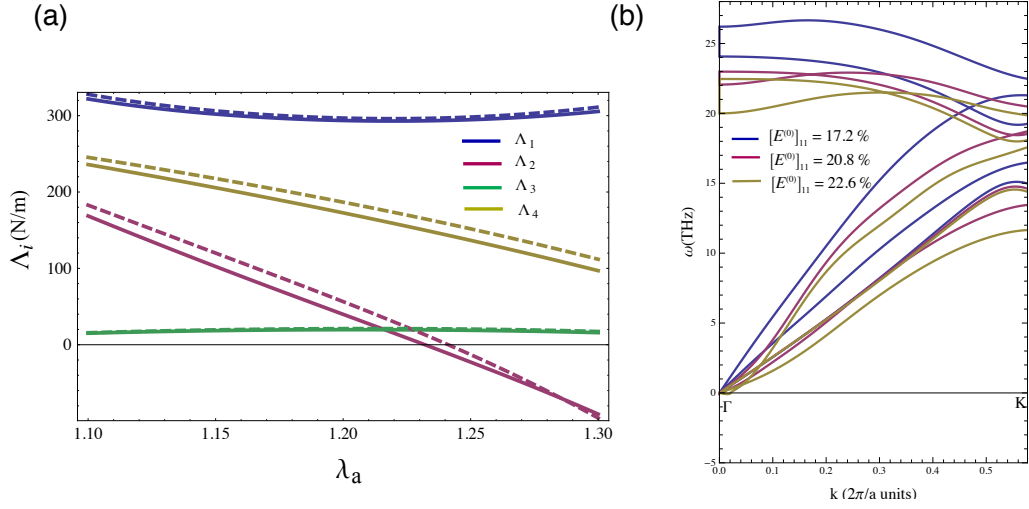 (a)
(b)
300
200
100
0
1.10
1.15
1.20
1.25
1.30
Λᵢ (N/m)
λₐ
Λ₁
Λ₂
Λ₃
Λ₄
25
20
15
10
5
0
−5
ω(THz)
[E⁽⁰⁾]₁₁ = 17.2 %
[E⁽⁰⁾]₁₁ = 20.8 %
[E⁽⁰⁾]₁₁ = 22.6 %
Γ
K
0.0
0.1
0.2
0.3
0.4
0.5
k (2π/a units)